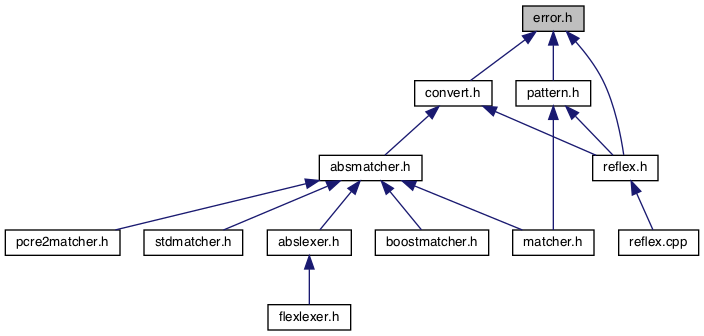 error.h
convert.h
pattern.h
absmatcher.h
reflex.h
pcre2matcher.h
stdmatcher.h
abslexer.h
boostmatcher.h
matcher.h
reflex.cpp
flexlexer.h